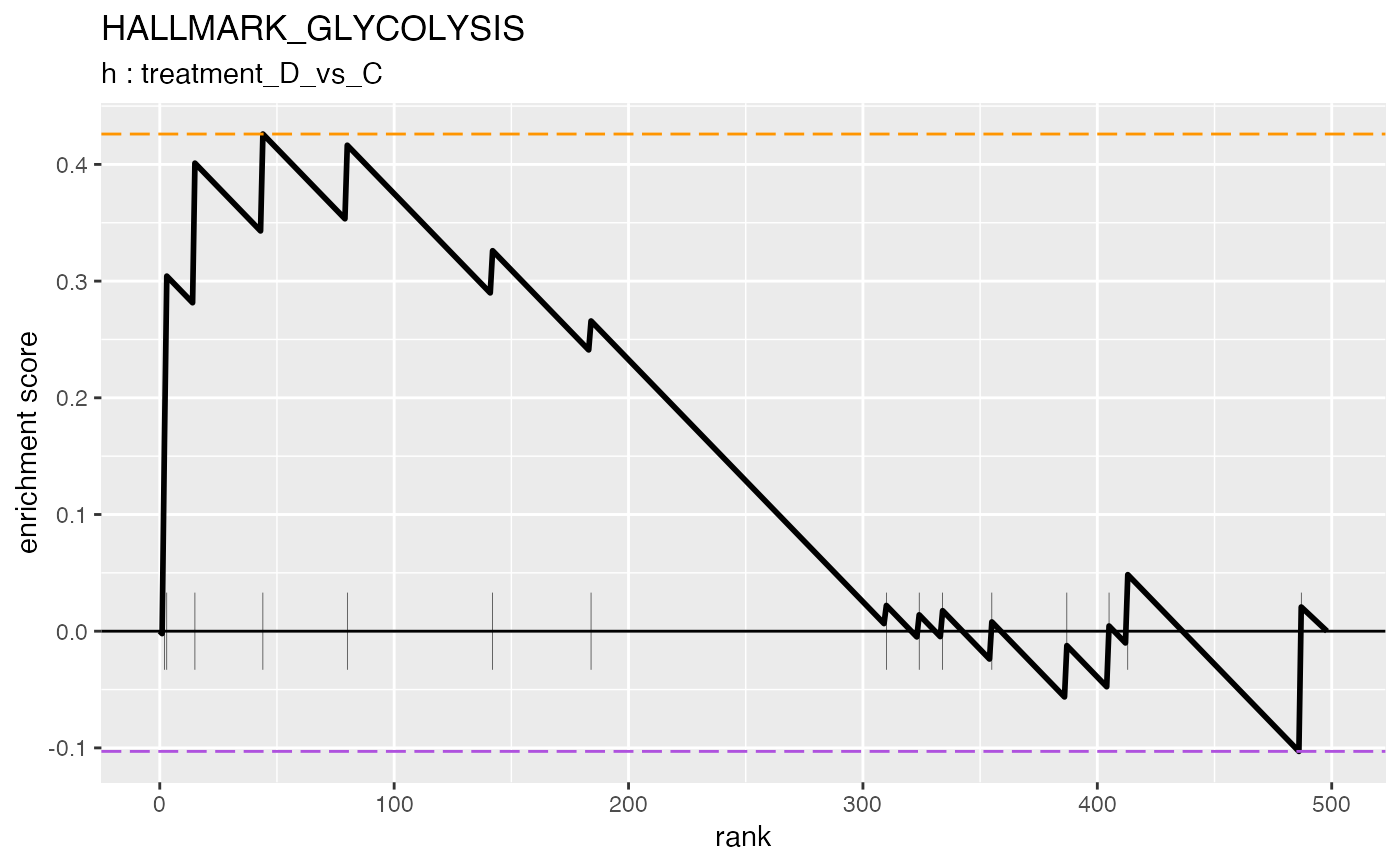 HALLMARK_GLYCOLYSIS
h : treatment_D_vs_C
enrichment score
0.4
0.3
0.2
0.1
0.0
-0.1
0 100 200 300 400 500
rank